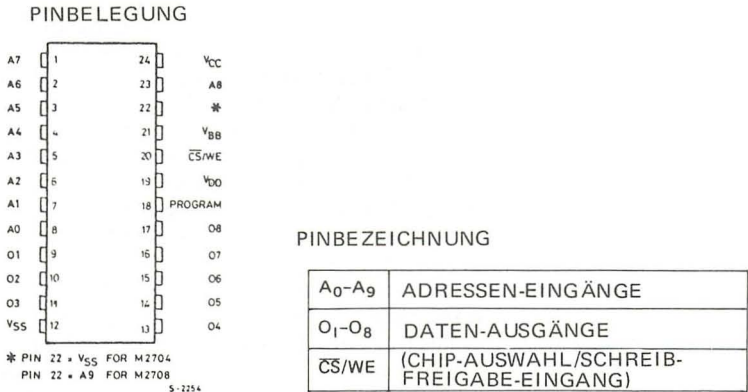 PINBELEGUNG
A7 1 24 VCC
A6 2 23 A8
A5 3 22 *
A4 4 21 VBB
A3 5 20 C̅S̅/WE
A2 6 19 VDD
A1 7 18 PROGRAM
A0 8 17 O8
O1 9 16 O7
O2 10 15 O6
O3 11 14 O5
VSS 12 13 O4
* PIN 22 = VSS FOR M2704
PIN 22 = A9 FOR M2708
S-2254
PINBEZEICHNUNG
A0-A9 ADRESSEN-EINGÄNGE
O1-O8 DATEN-AUSGÄNGE
C̅S̅/WE (CHIP-AUSWAHL/SCHREIB-
FREIGABE-EINGANG)